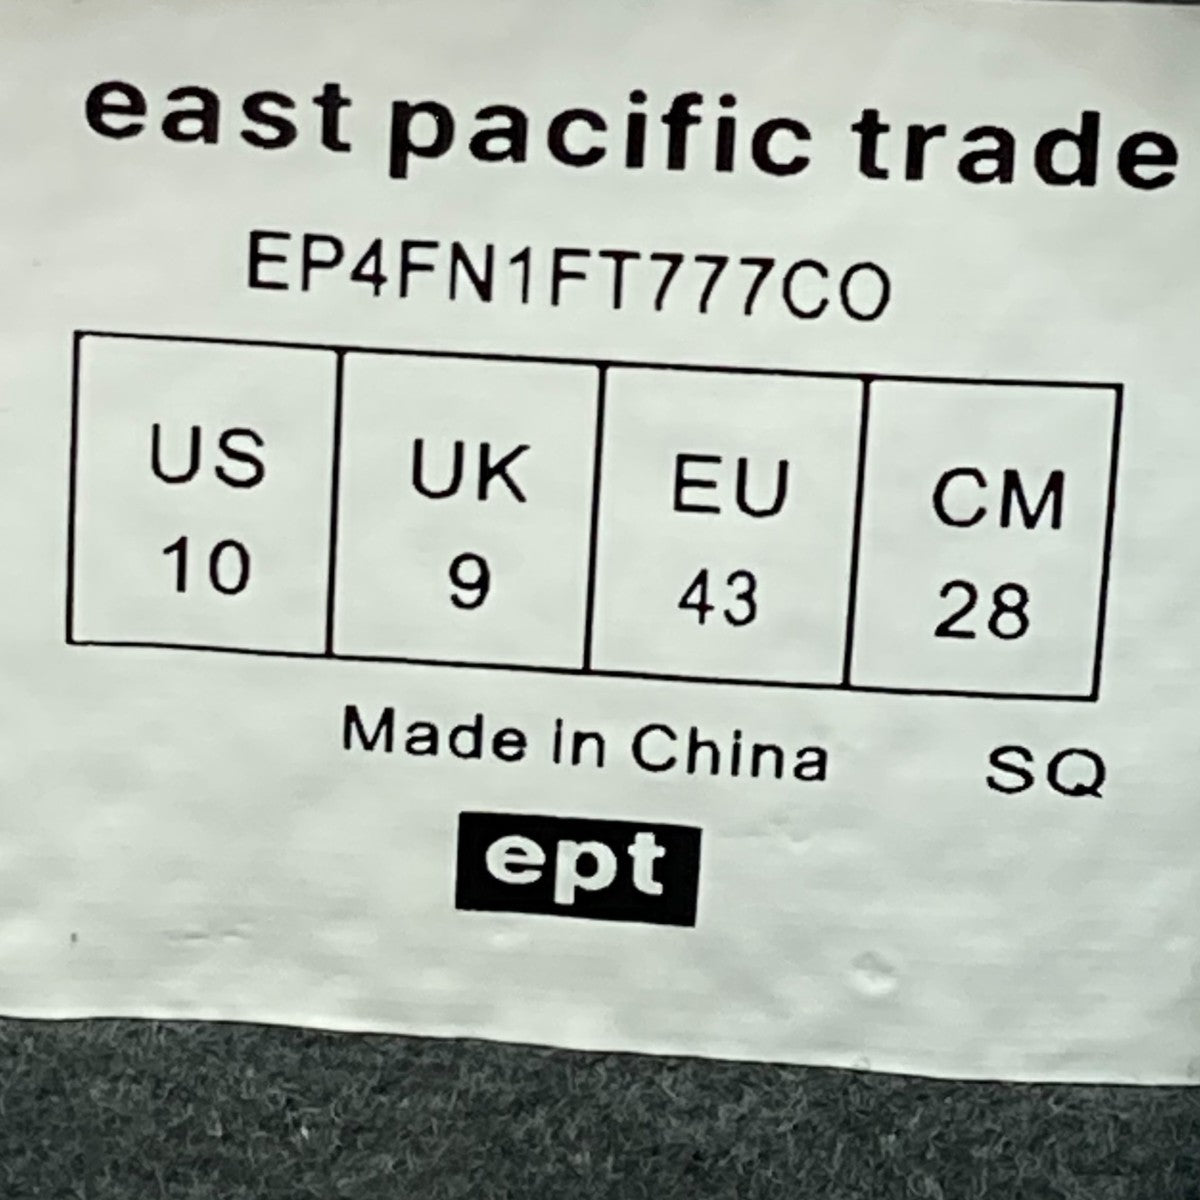 east pacific trade
EP4FN1FT777CO
US UK EU CM
10 9 43 28
Made in China SQ
ept